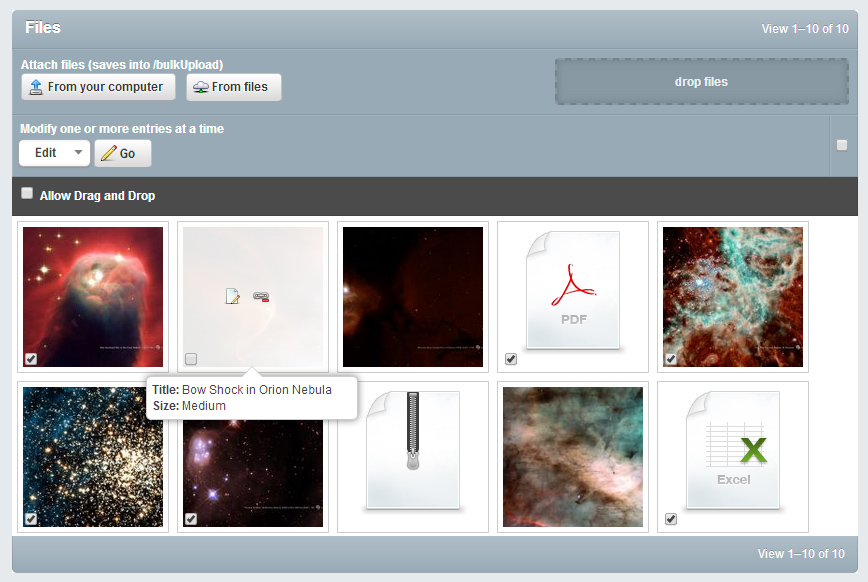 Files
View 1–10 of 10
Attach files (saves into /bulkUpload)
From your computer
From files
drop files
Modify one or more entries at a time
Edit
Go
Allow Drag and Drop
PDF
Title: Bow Shock in Orion Nebula
Size: Medium
Excel
View 1–10 of 10